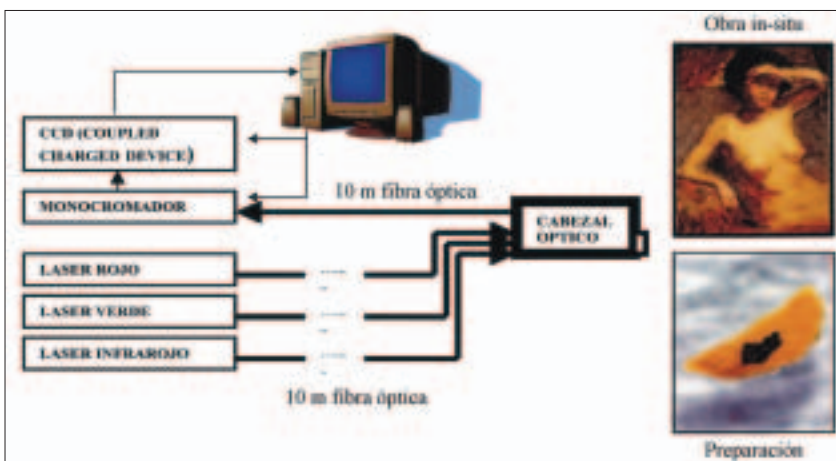 Obra in-situ
CCD (COUPLED
CHARGED DEVICE)
MONOCROMADOR
10 m fibra óptica
CABEZAL
OPTICO
LASER ROJO
LASER VERDE
LASER INFRAROJO
10 m fibra óptica
Preparación